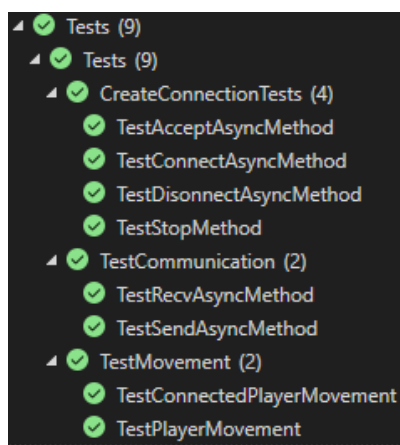 Tests (9)
Tests (9)
CreateConnectionTests (4)
TestAcceptAsyncMethod
TestConnectAsyncMethod
TestDisonnectAsyncMethod
TestStopMethod
TestCommunication (2)
TestRecvAsyncMethod
TestSendAsyncMethod
TestMovement (2)
TestConnectedPlayerMovement
TestPlayerMovement